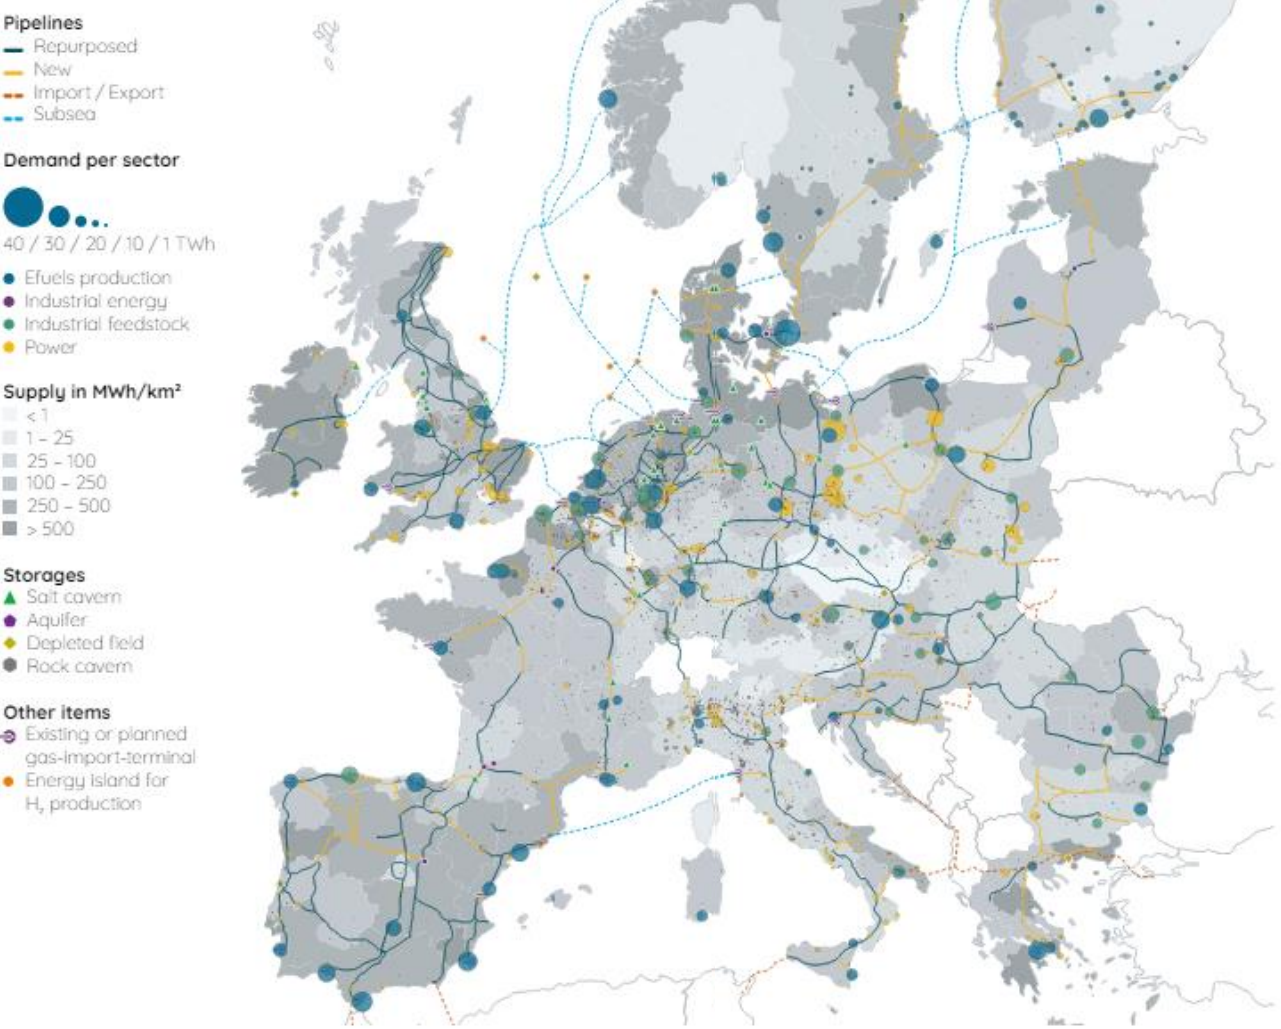 Pipelines
Repurposed
New
Import / Export
Subsea
Demand per sector
40 / 30 / 20 / 10 / 1 TWh
Efuels production
Industrial energy
Industrial feedstock
Power
Supply in MWh/km²
< 1
1 – 25
25 – 100
100 – 250
250 – 500
> 500
Storages
Salt cavern
Aquifer
Depleted field
Rock cavern
Other items
Existing or planned
gas-import-terminal
Energy island for
H₂ production